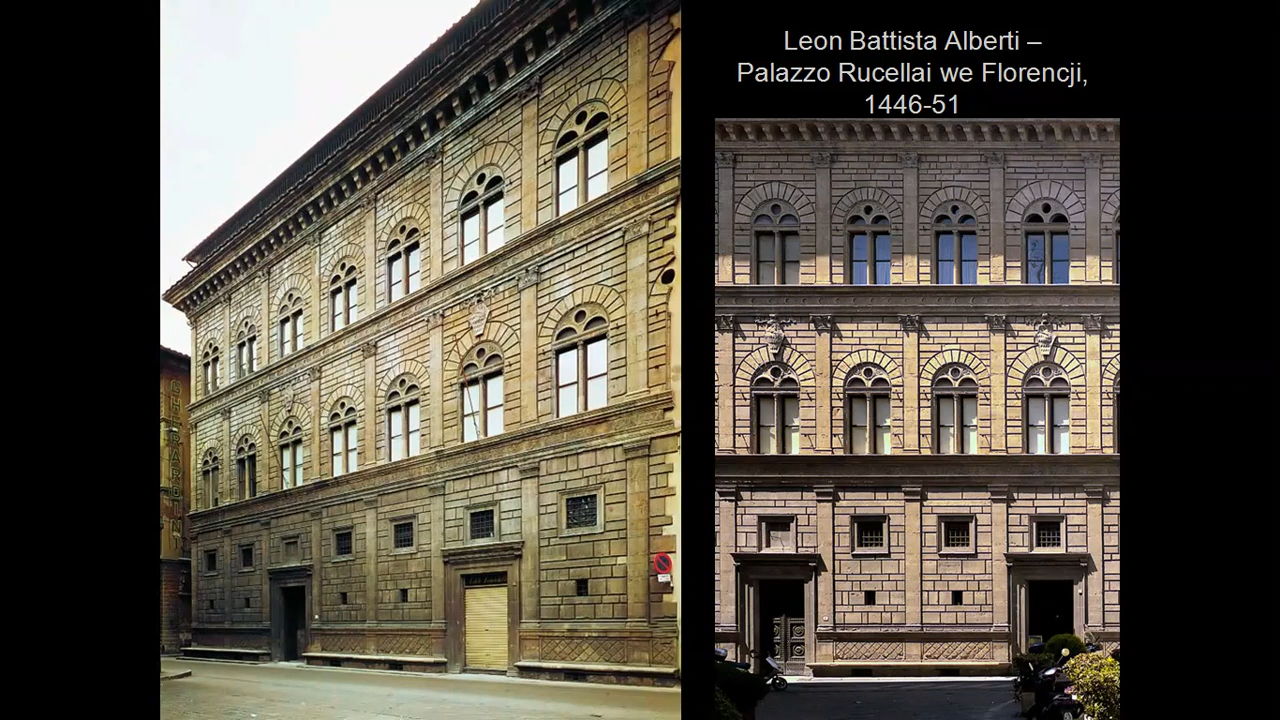 Leon Battista Alberti –
Palazzo Rucellai we Florencji,
1446-51